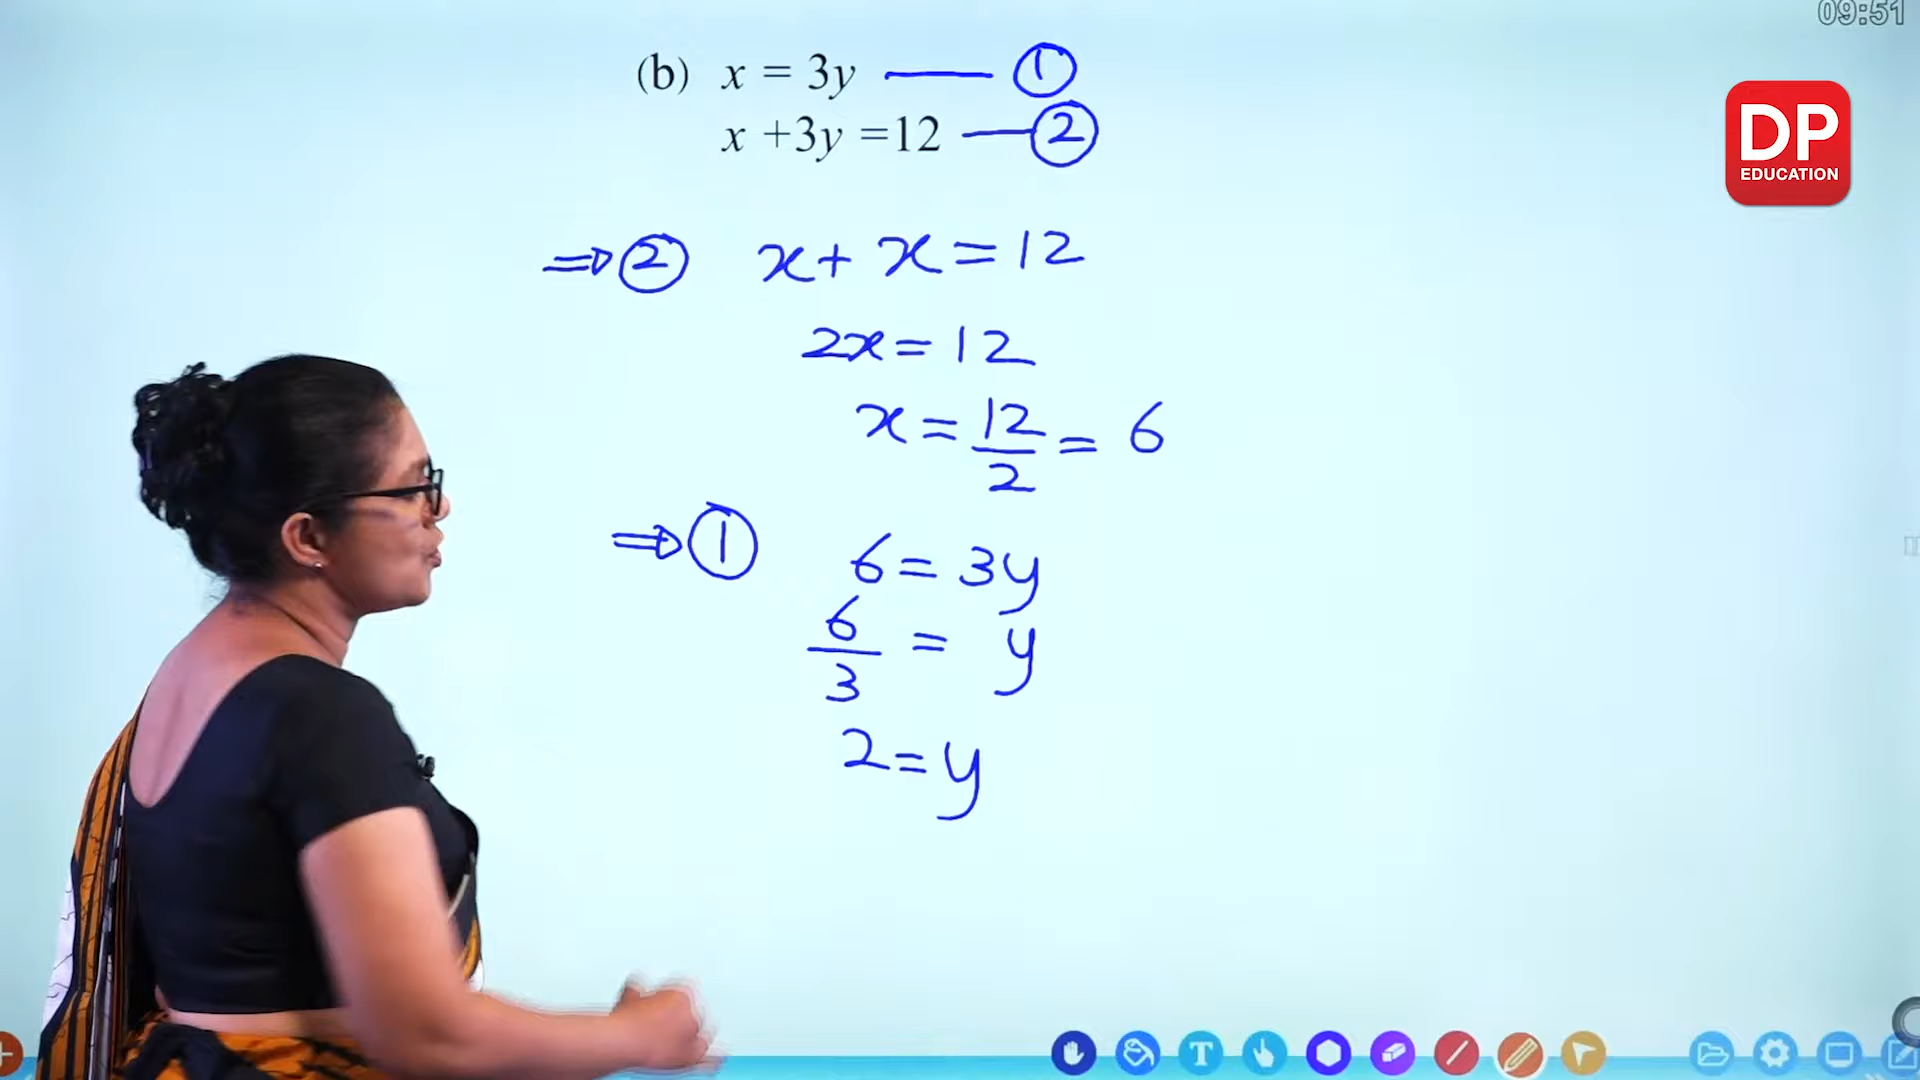 09:51
(b) x = 3y —— ①
x +3y =12 — ②
DP
EDUCATION
⇒ ② x + x = 12
2x = 12
x = 12/2 = 6
⇒ ① 6 = 3y
6/3 = y
2 = y
T